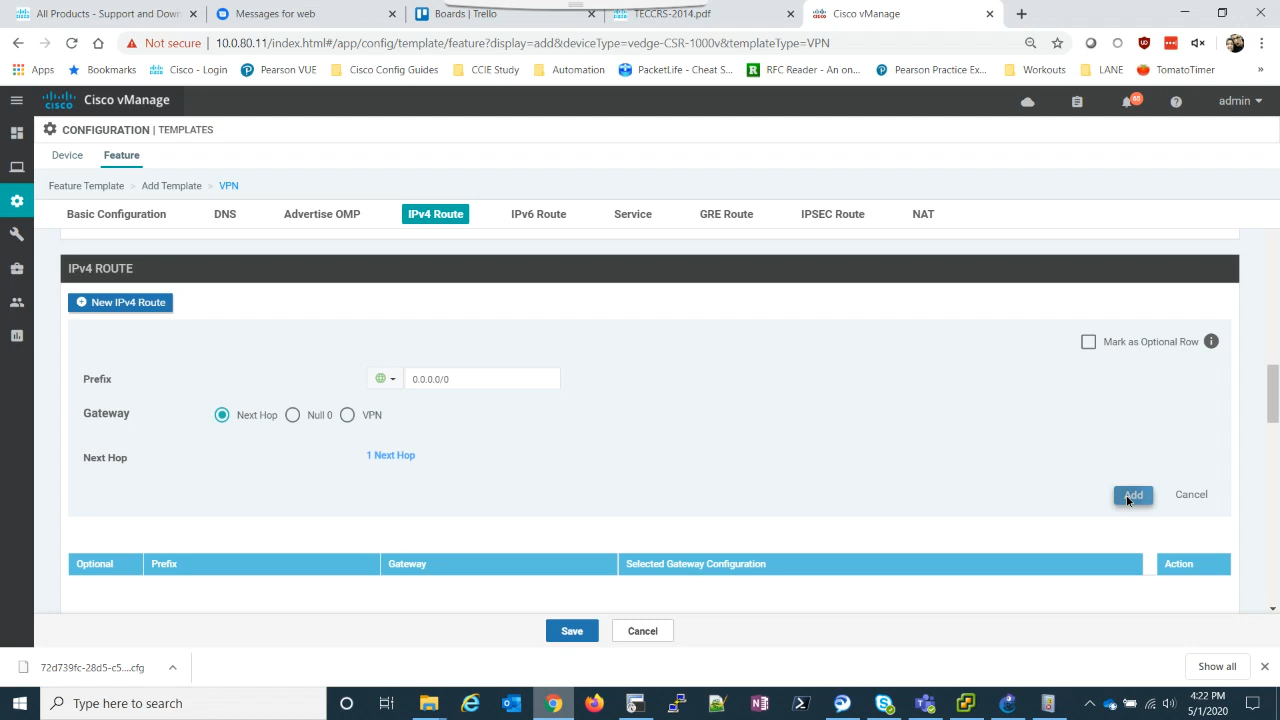 All Products - Support and Down
Messages for web
Boards | Trello
TECCRS-2014.pdf
Cisco vManage
Not secure
10.0.80.11/index.html#/app/config/template/feature?display=add&deviceType=vedge-CSR-1000v&templateType=VPN
Apps
Bookmarks
Cisco - Login
Pearson VUE
Cisco Config Guides
CCIE Study
Automation
PacketLife - Cheat S...
RFC Reader - An on...
Pearson Practice Ex...
Workouts
LANE
TomatoTimer
»
CISCO
Cisco vManage
admin
CONFIGURATION | TEMPLATES
Device
Feature
Feature Template > Add Template > VPN
Basic Configuration
DNS
Advertise OMP
IPv4 Route
IPv6 Route
Service
GRE Route
IPSEC Route
NAT
IPv4 ROUTE
New IPv4 Route
Mark as Optional Row
Prefix
0.0.0.0/0
Gateway
Next Hop
Null 0
VPN
Next Hop
1 Next Hop
Add
Cancel
Optional
Prefix
Gateway
Selected Gateway Configuration
Action
Save
Cancel
72d739fc-28d5-c5....cfg
Show all
Type here to search
4:22 PM
5/1/2020